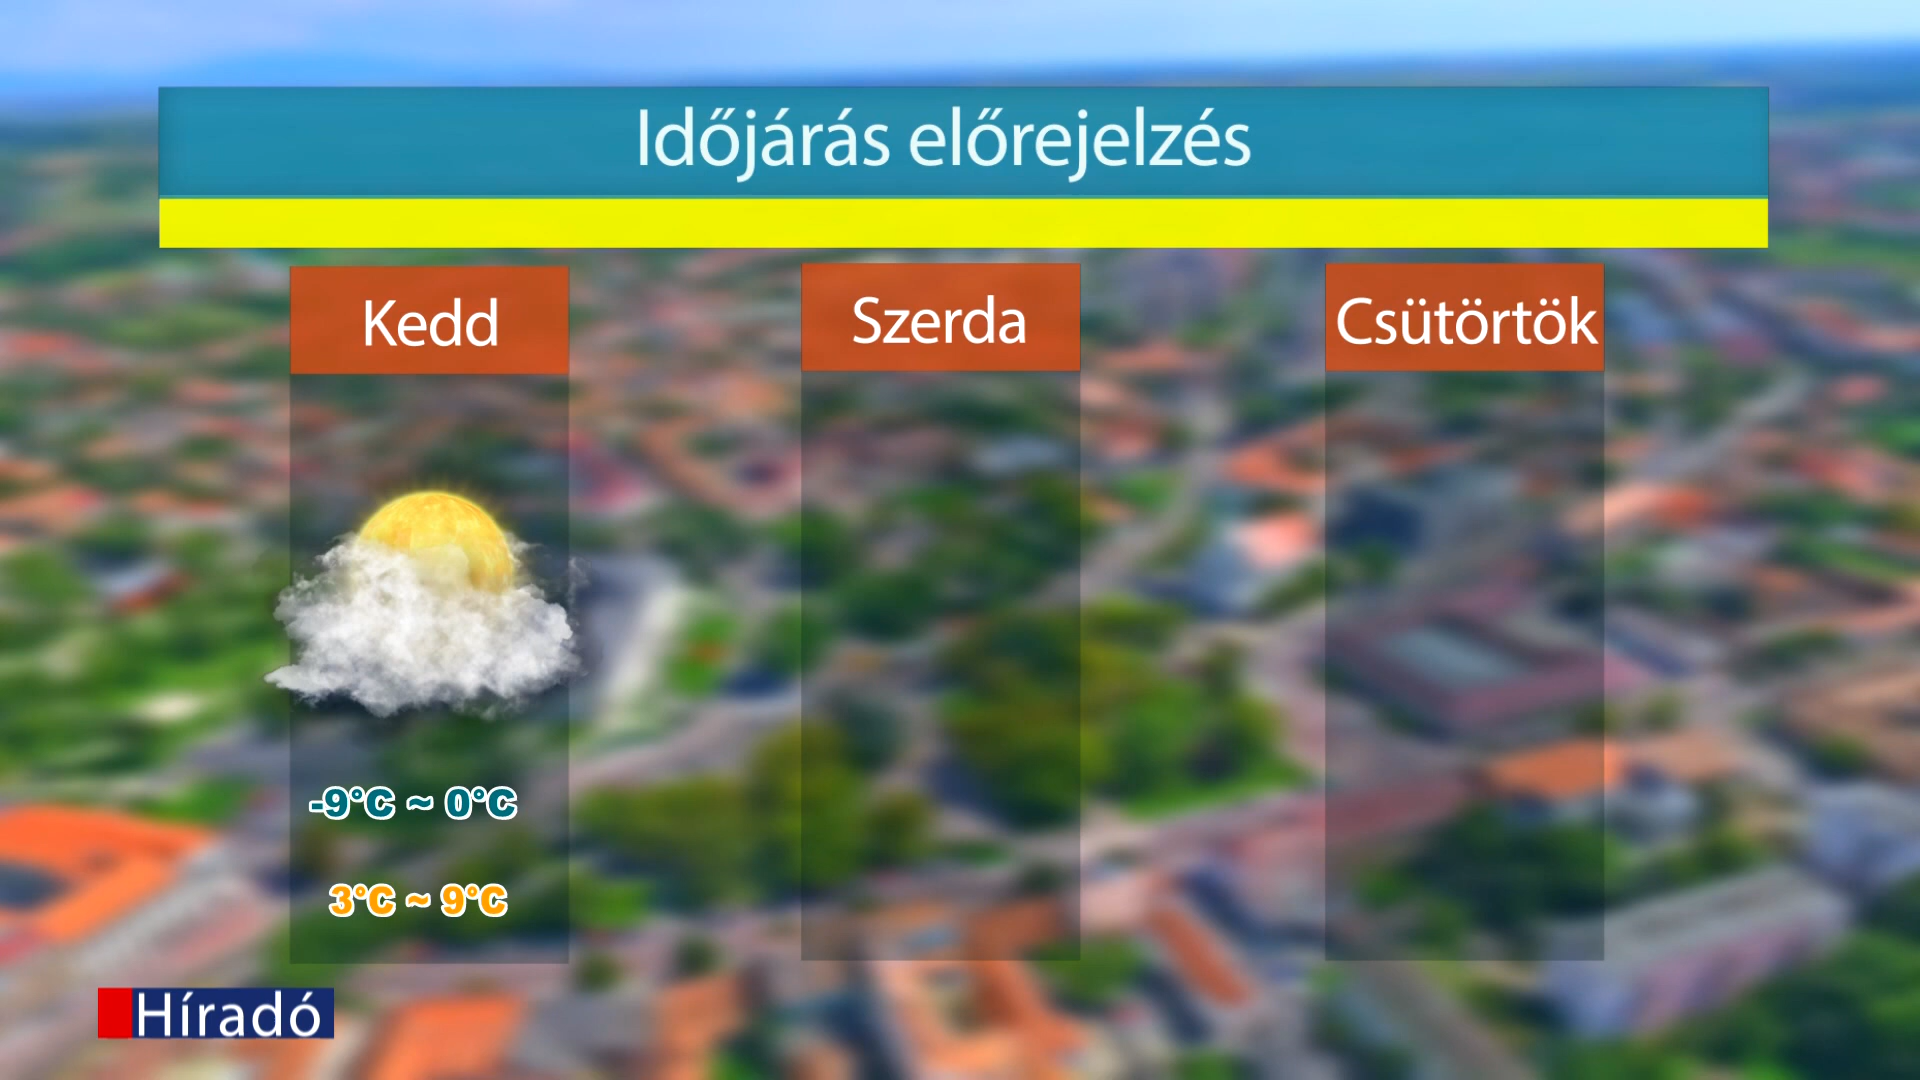 Időjárás előrejelzés
Kedd
Szerda
Csütörtök
-9°C ~ 0°C
3°C ~ 9°C
Híradó